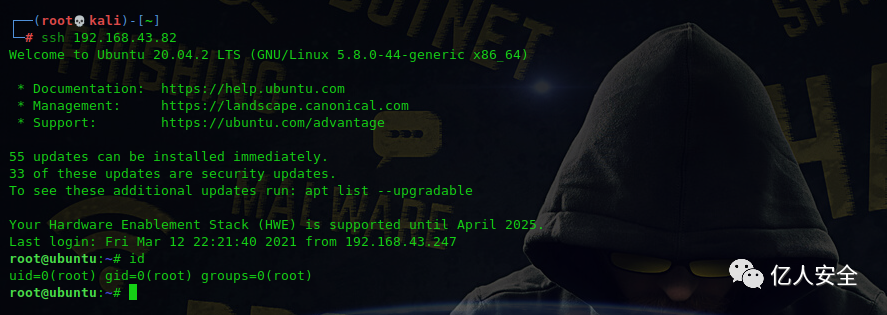 ┌──(root💀kali)-[~]
└─# ssh 192.168.43.82
Welcome to Ubuntu 20.04.2 LTS (GNU/Linux 5.8.0-44-generic x86_64)
* Documentation:  https://help.ubuntu.com
* Management:     https://landscape.canonical.com
* Support:        https://ubuntu.com/advantage
55 updates can be installed immediately.
33 of these updates are security updates.
To see these additional updates run: apt list --upgradable
Your Hardware Enablement Stack (HWE) is supported until April 2025.
Last login: Fri Mar 12 22:21:40 2021 from 192.168.43.247
root@ubuntu:~# id
uid=0(root) gid=0(root) groups=0(root)
root@ubuntu:~#
PHISHING
BOTNET
MALWARE
亿人安全